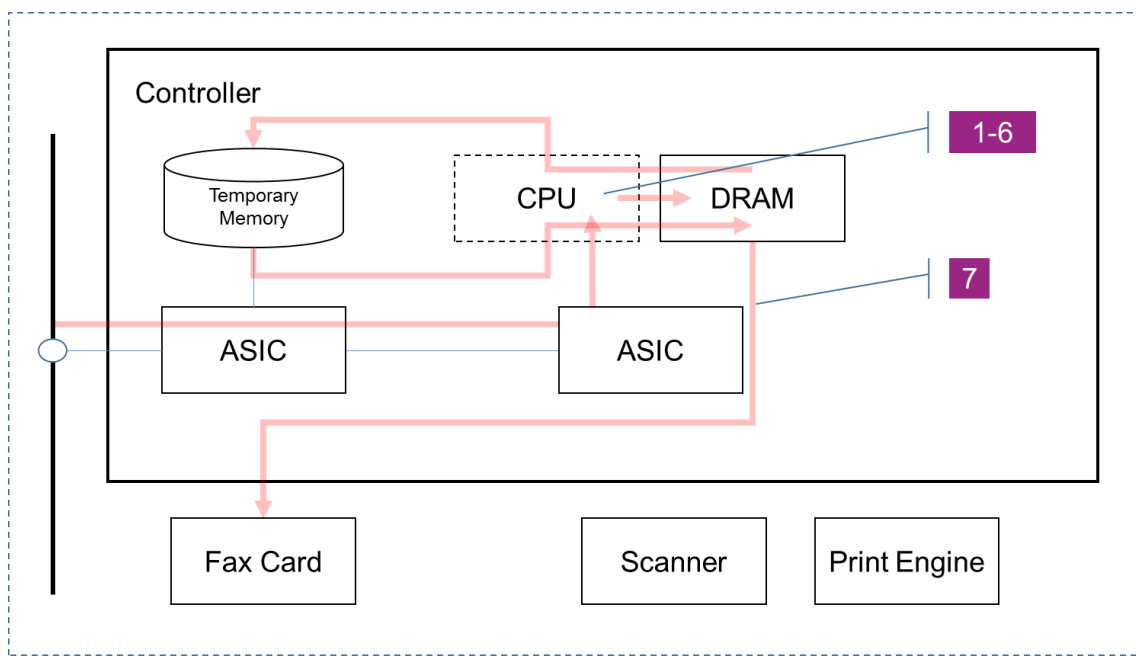 Controller
1-6
Temporary
Memory
CPU
DRAM
7
ASIC
ASIC
Fax Card
Scanner
Print Engine